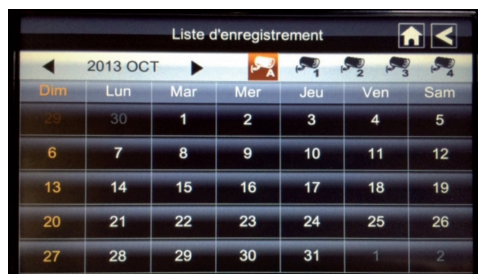 Liste d'enregistrement
2013 OCT A 1 2 3 4
Dim Lun Mar Mer Jeu Ven Sam
29 30 1 2 3 4 5
6 7 8 9 10 11 12
13 14 15 16 17 18 19
20 21 22 23 24 25 26
27 28 29 30 31 1 2